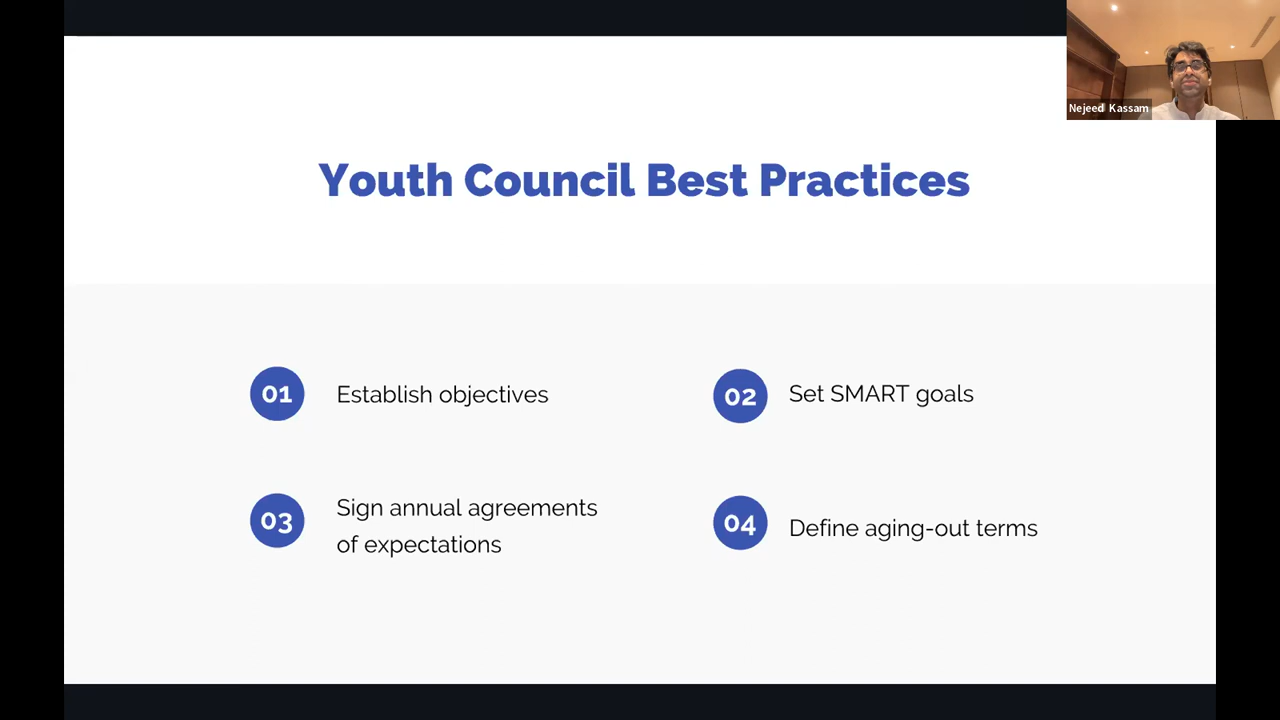 Nejeed Kassam
Youth Council Best Practices
01
Establish objectives
02
Set SMART goals
03
Sign annual agreements
of expectations
04
Define aging-out terms